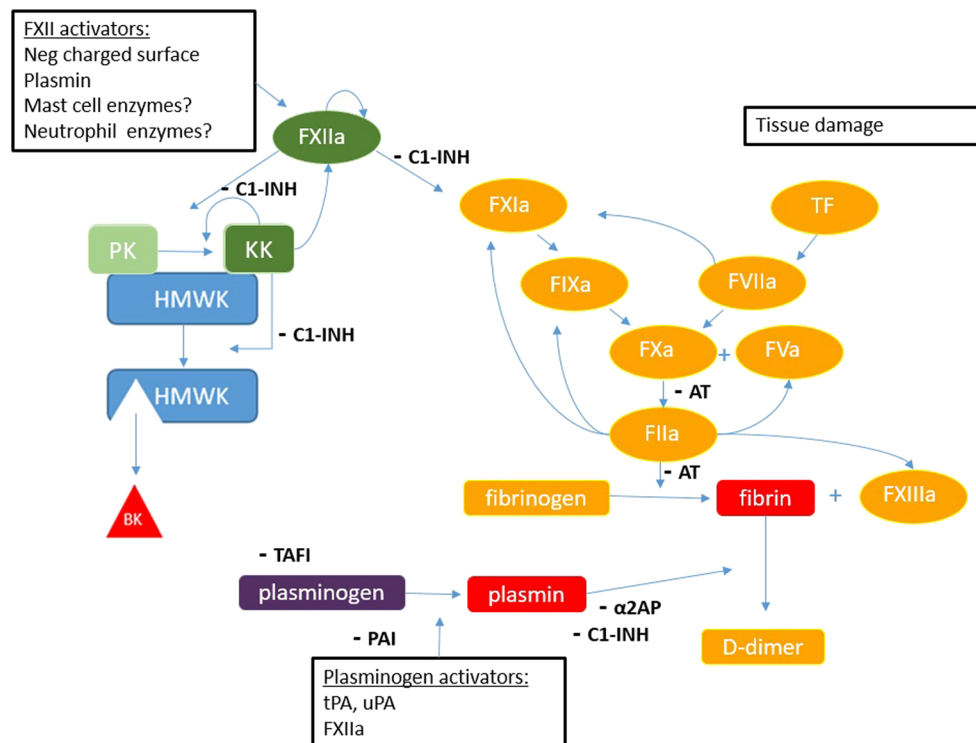 FXII activators:
Neg charged surface
Plasmin
Mast cell enzymes?
Neutrophil enzymes?
FXIIa
Tissue damage
- C1-INH
- C1-INH
FXIa
TF
PK
KK
FIXa
FVIIa
HMWK
- C1-INH
FXa
+
FVa
- AT
HMWK
FIIa
- AT
fibrinogen
fibrin
+
FXIIIa
BK
- TAFI
plasminogen
plasmin
- α2AP
- C1-INH
- PAI
D-dimer
Plasminogen activators:
tPA, uPA
FXIIa